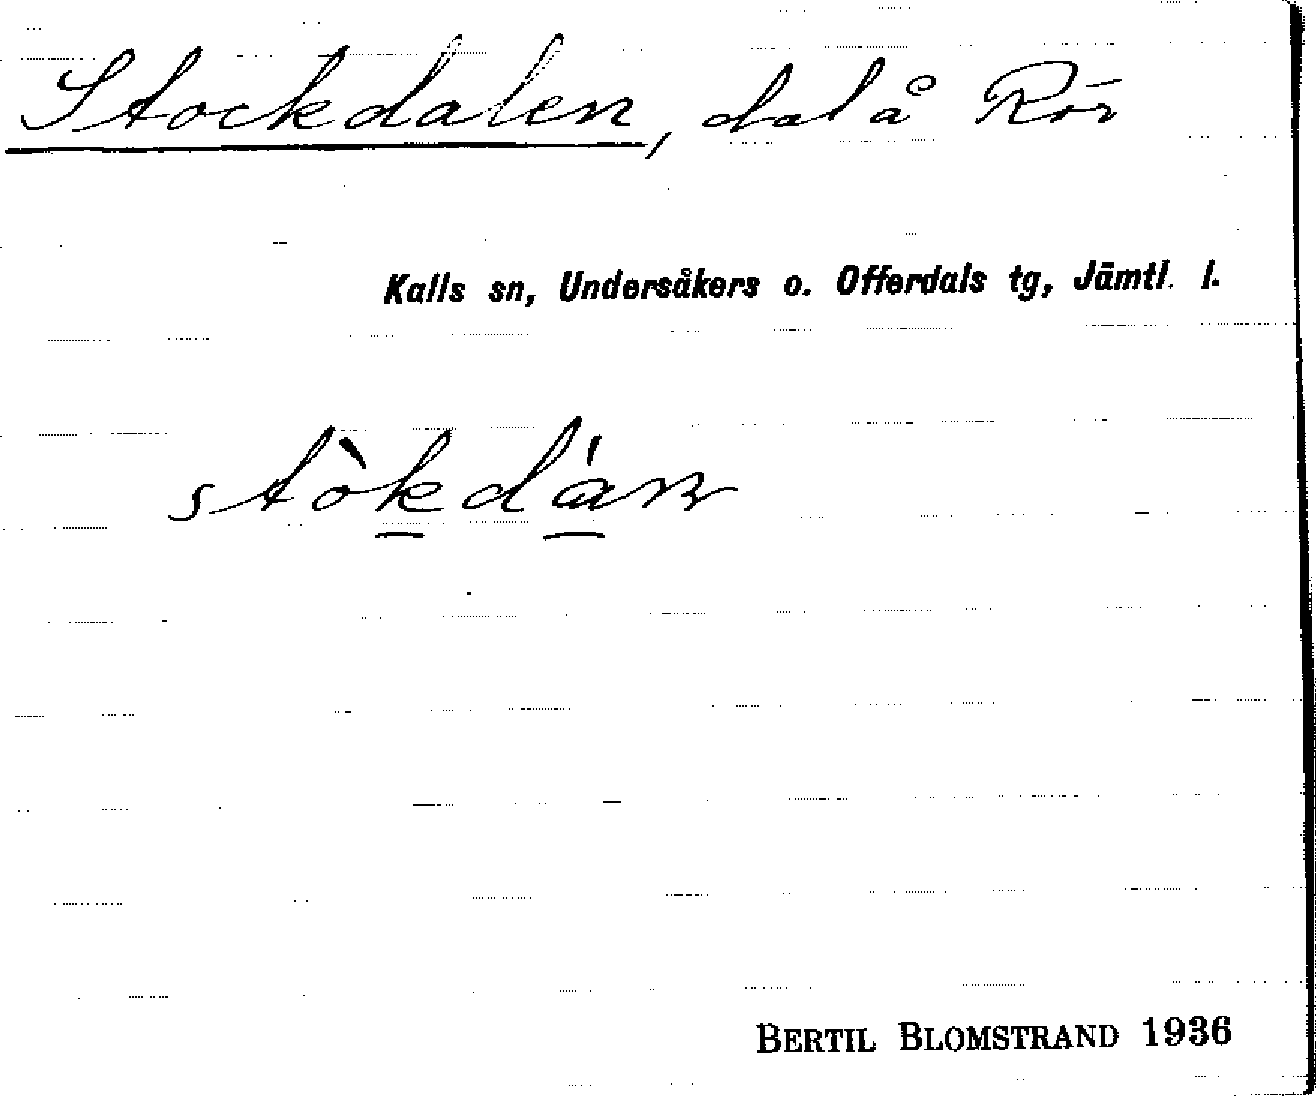 Stockdalen, dal å Rör
Kalls sn, Undersåkers o. Offerdals tg, Jämtl. l.
BERTIL BLOMSTRAND 1936